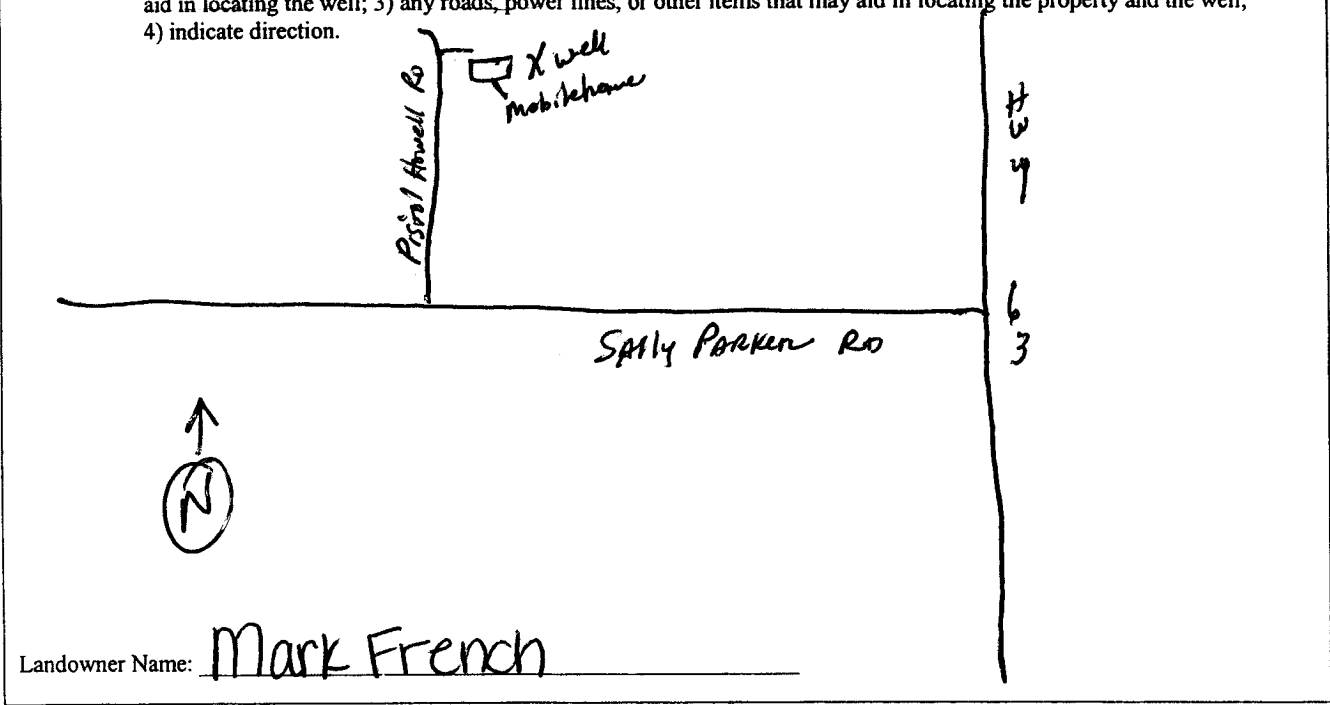 aid in locating the well; 3) any roads, power lines, or other items that may aid in locating the property and the well;
4) indicate direction.
X well
Mobilehome
Howell Rd
Hwy
63
Sally Parker RD
N
Landowner Name: Mark French